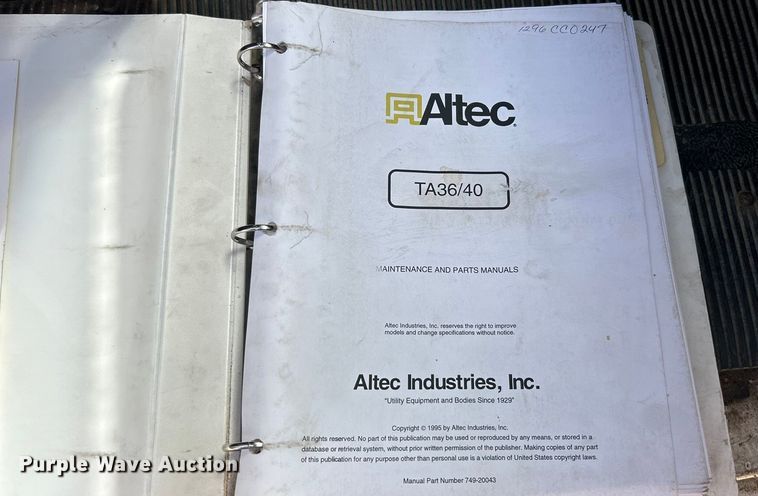 1296 CC0247
Altec
TA36/40
MAINTENANCE AND PARTS MANUALS
Altec Industries, Inc. reserves the right to improve
models and change specifications without notice.
Altec Industries, Inc.
"Utility Equipment and Bodies Since 1929"
Copyright © 1995 by Altec Industries, Inc.
All rights reserved. No part of this publication may be used or reproduced by any means, or stored in a
database or retrieval system, without prior written permission of the publisher. Making copies of any part
of this publication for any purpose other than personal use is a violation of United States copyright laws.
Manual Part Number 749-20043
Purple Wave Auction